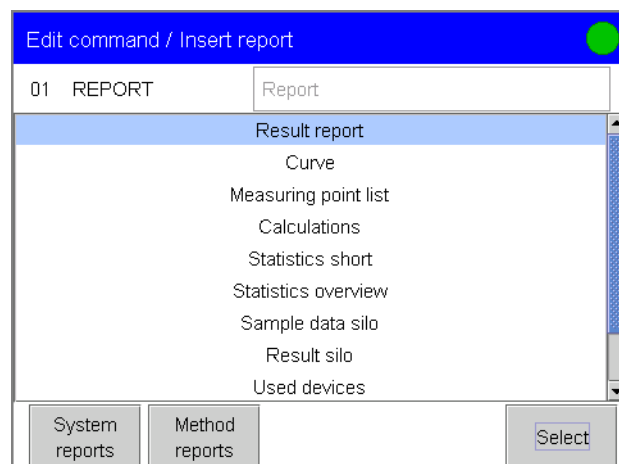 Edit command / Insert report
01 REPORT Report
Result report
Curve
Measuring point list
Calculations
Statistics short
Statistics overview
Sample data silo
Result silo
Used devices
System reports
Method reports
Select